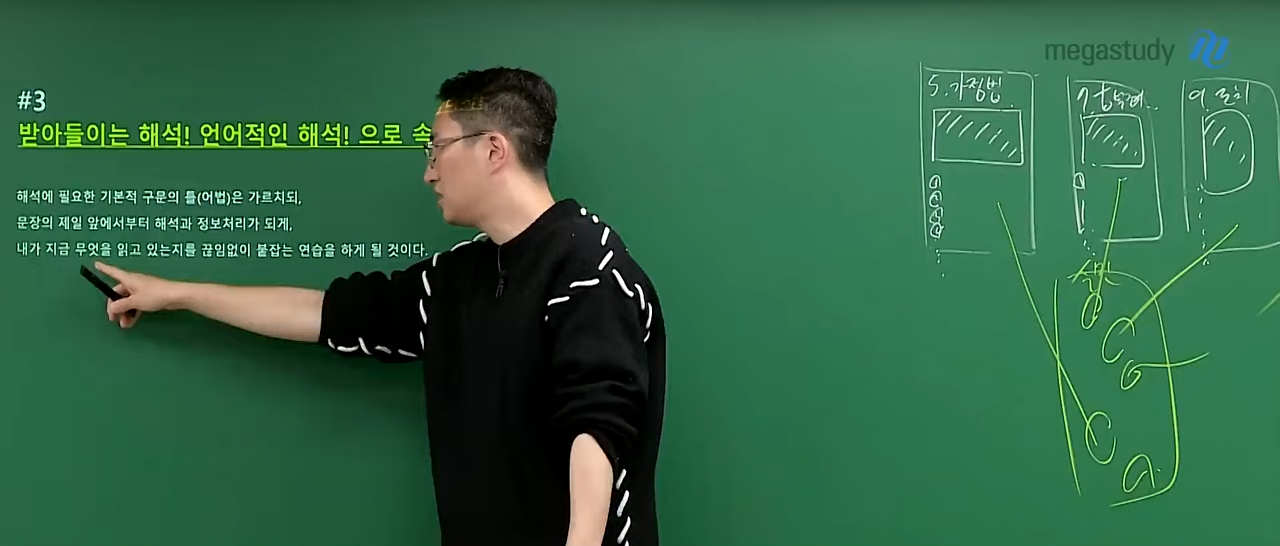 #3
받아들이는 해석! 언어적인 해석! 으로 속
해석에 필요한 기본적 구문의 틀(어법)은 가르치되,
문장의 제일 앞에서부터 해석과 정보처리가 되게,
내가 지금 무엇을 읽고 있는지를 끊임없이 붙잡는 연습을 하게 될 것이다.
megastudy
5. 가정법
9. 도치